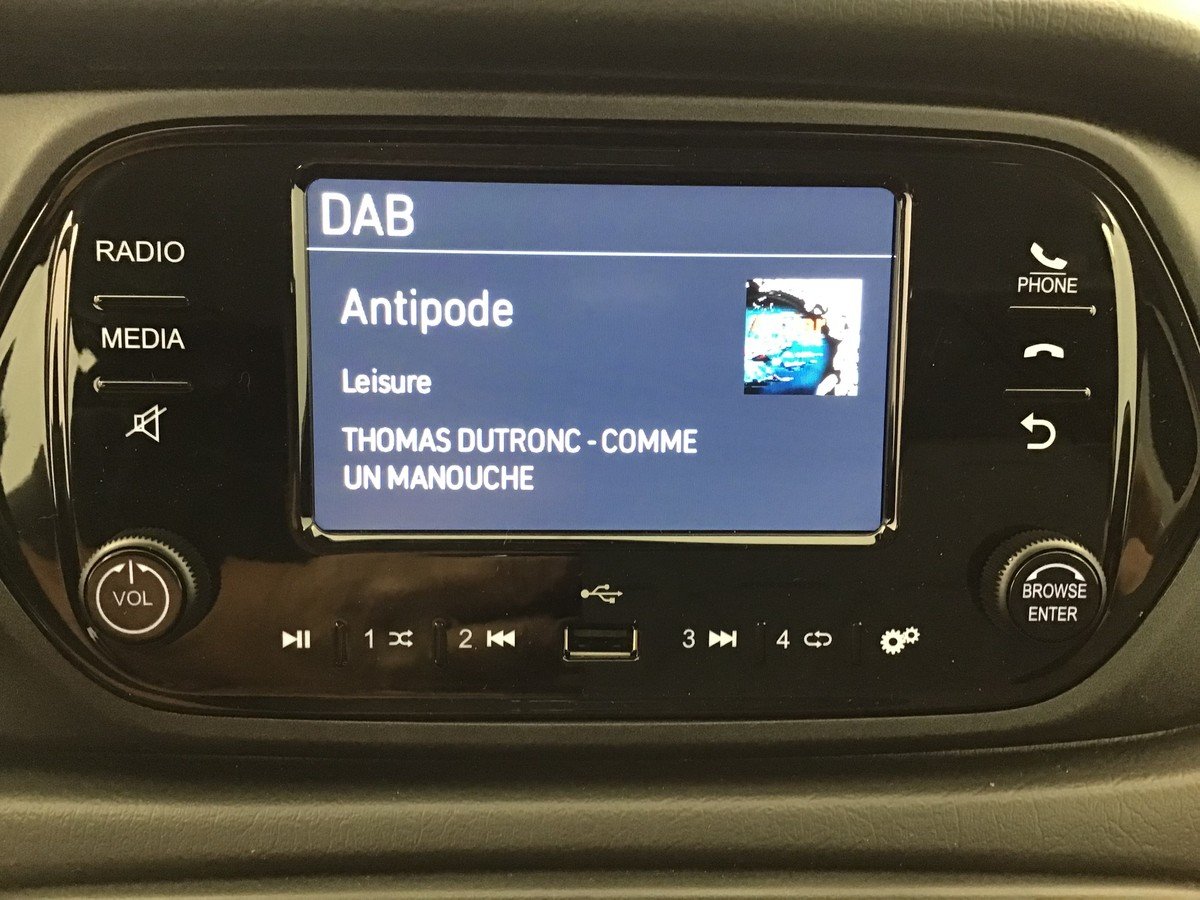 DAB
Antipode
Leisure
THOMAS DUTRONC - COMME
UN MANOUCHE
RADIO
MEDIA
VOL
PHONE
BROWSE
ENTER
1
2
3
4